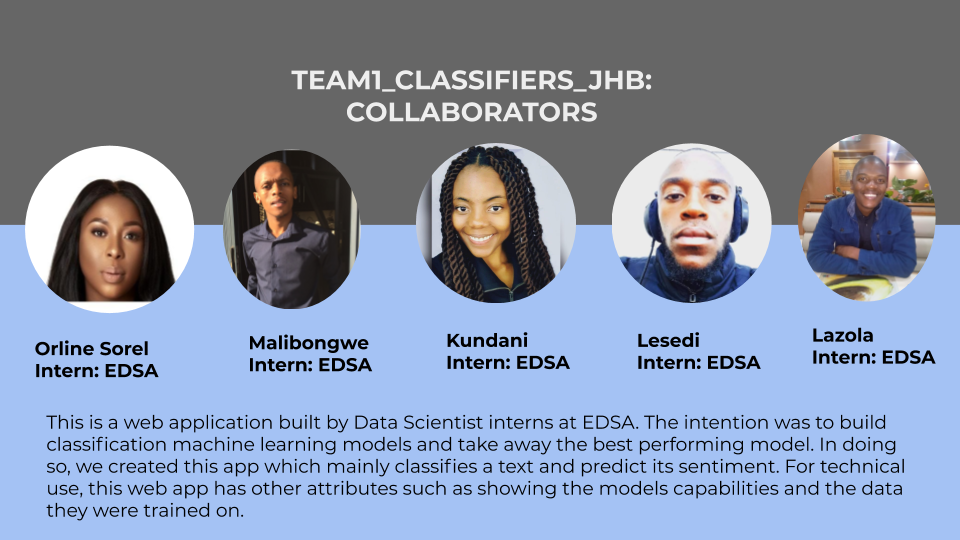 TEAM1_CLASSIFIERS_JHB:
COLLABORATORS
Orline Sorel
Intern: EDSA
Malibongwe
Intern: EDSA
Kundani
Intern: EDSA
Lesedi
Intern: EDSA
Lazola
Intern: EDSA
This is a web application built by Data Scientist interns at EDSA. The intention was to build
classification machine learning models and take away the best performing model. In doing
so, we created this app which mainly classifies a text and predict its sentiment. For technical
use, this web app has other attributes such as showing the models capabilities and the data
they were trained on.